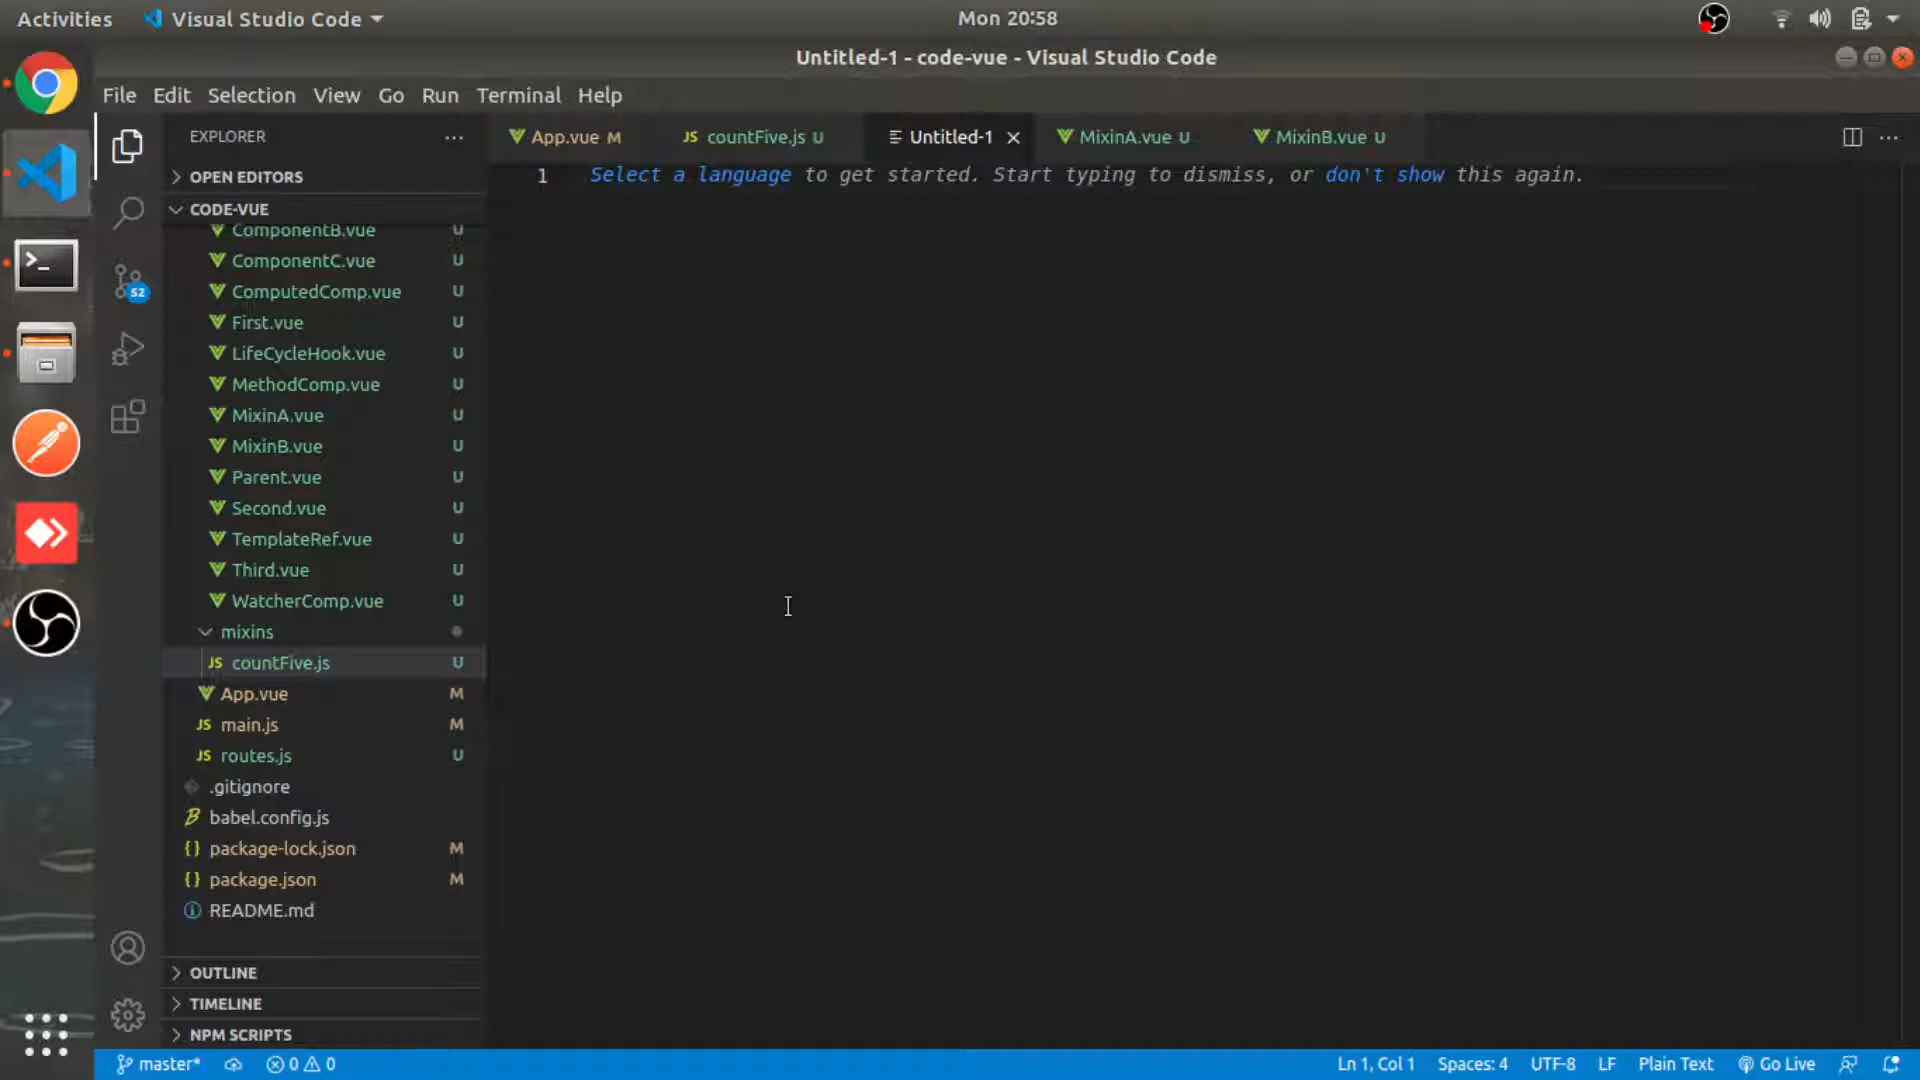 Activities
Visual Studio Code
Mon 20:58
Untitled-1 - code-vue - Visual Studio Code
File Edit Selection View Go Run Terminal Help
EXPLORER
App.vue M
JS countFive.js U
Untitled-1
MixinA.vue U
MixinB.vue U
OPEN EDITORS
1 Select a language to get started. Start typing to dismiss, or don't show this again.
CODE-VUE
ComponentB.vue U
ComponentC.vue U
52
ComputedComp.vue U
First.vue U
LifeCycleHook.vue U
MethodComp.vue U
MixinA.vue U
MixinB.vue U
Parent.vue U
Second.vue U
TemplateRef.vue U
Third.vue U
WatcherComp.vue U
mixins
JS countFive.js U
App.vue M
JS main.js M
JS routes.js U
.gitignore
babel.config.js
{} package-lock.json M
{} package.json M
README.md
OUTLINE
TIMELINE
NPM SCRIPTS
master* 0 0 Ln 1, Col 1 Spaces: 4 UTF-8 LF Plain Text Go Live